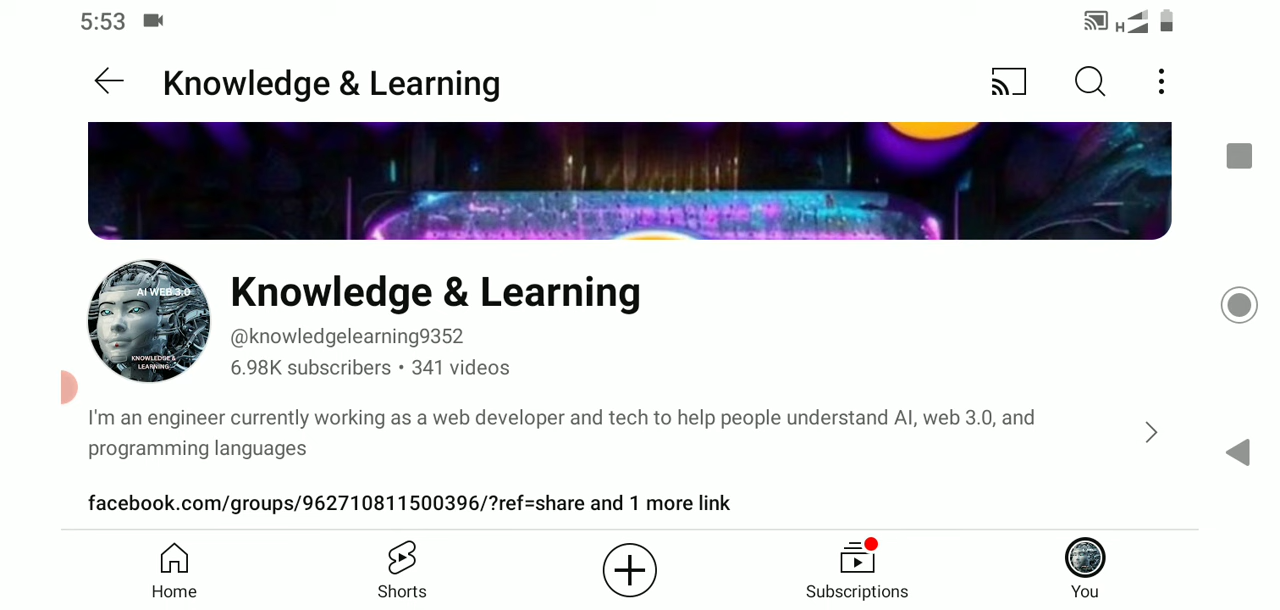 5:53
H
Knowledge & Learning
AI WEB 3.0
KNOWLEDGE &
LEARNING
Knowledge & Learning
@knowledgelearning9352
6.98K subscribers • 341 videos
I'm an engineer currently working as a web developer and tech to help people understand AI, web 3.0, and
programming languages
facebook.com/groups/962710811500396/?ref=share and 1 more link
Home
Shorts
Subscriptions
You